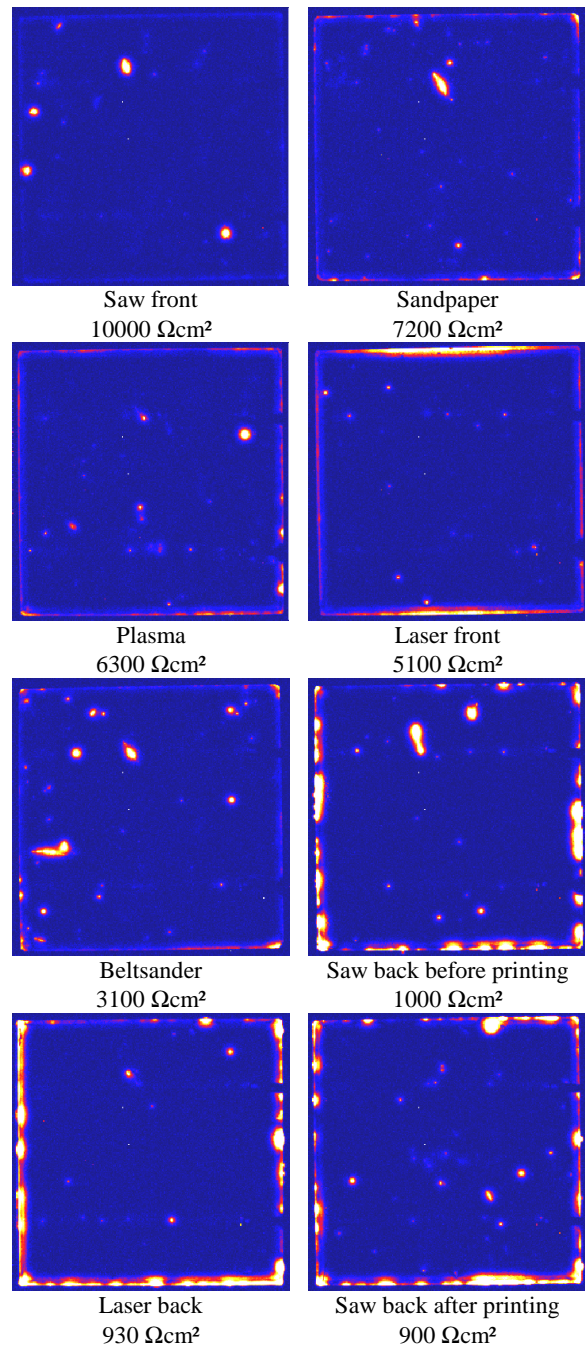 Saw front
10000 Ωcm²
Sandpaper
7200 Ωcm²
Plasma
6300 Ωcm²
Laser front
5100 Ωcm²
Beltsander
3100 Ωcm²
Saw back before printing
1000 Ωcm²
Laser back
930 Ωcm²
Saw back after printing
900 Ωcm²